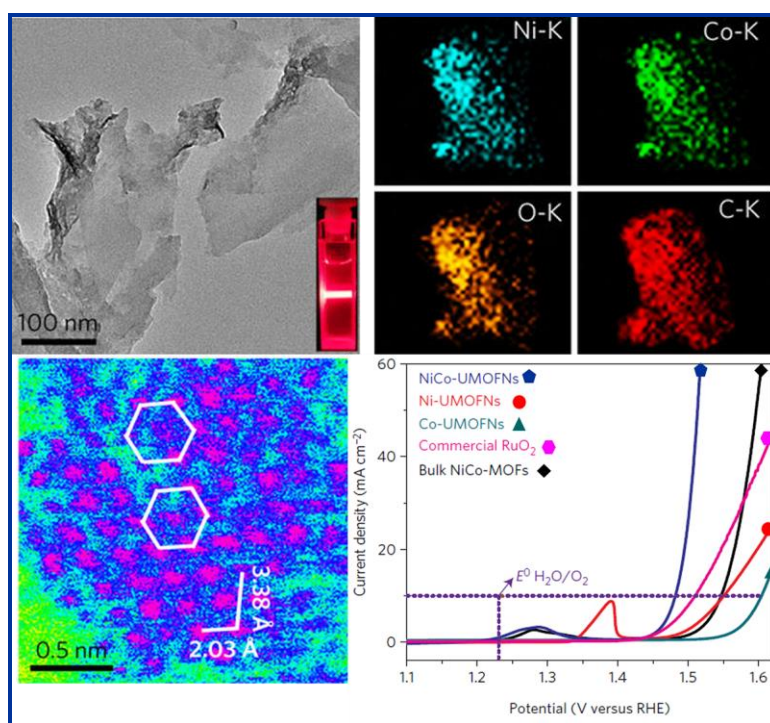 100 nm
Ni-K
Co-K
O-K
C-K
3.38 Å
2.03 Å
0.5 nm
60
40
20
10
0
NiCo-UMOFNs
Ni-UMOFNs
Co-UMOFNs
Commercial RuO₂
Bulk NiCo-MOFs
E⁰ H₂O/O₂
Current density (mA cm⁻²)
1.1 1.2 1.3 1.4 1.5 1.6
Potential (V versus RHE)